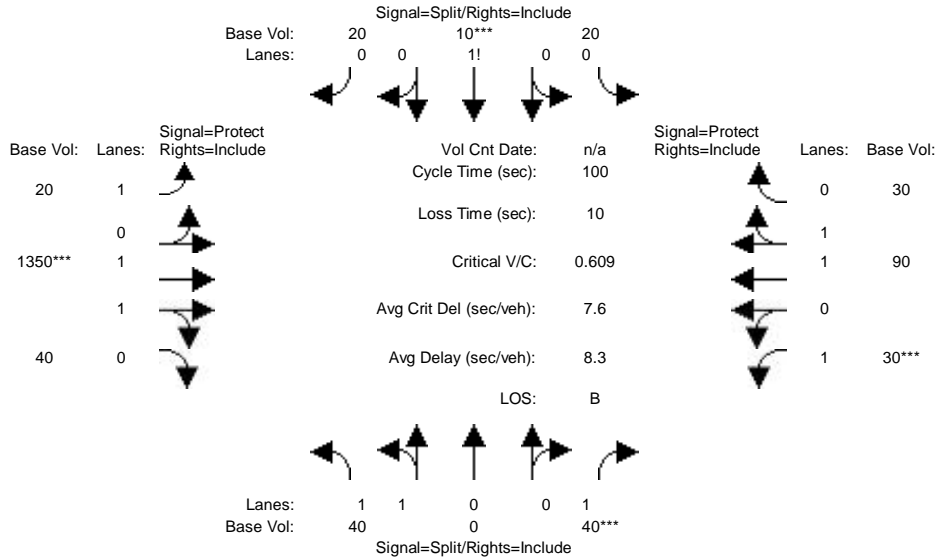 Signal=Split/Rights=Include
Base Vol: 20 10*** 20
Lanes: 0 0 1! 0 0
Signal=Protect Signal=Protect
Base Vol: Lanes: Rights=Include Vol Cnt Date: n/a Rights=Include Lanes: Base Vol:
Cycle Time (sec): 100
20 1 0 30
Loss Time (sec): 10
0 1
1350*** 1 Critical V/C: 0.609 1 90
1 Avg Crit Del (sec/veh): 7.6 0
40 0 Avg Delay (sec/veh): 8.3 1 30***
LOS: B
Lanes: 1 1 0 0 1
Base Vol: 40 0 40***
Signal=Split/Rights=Include